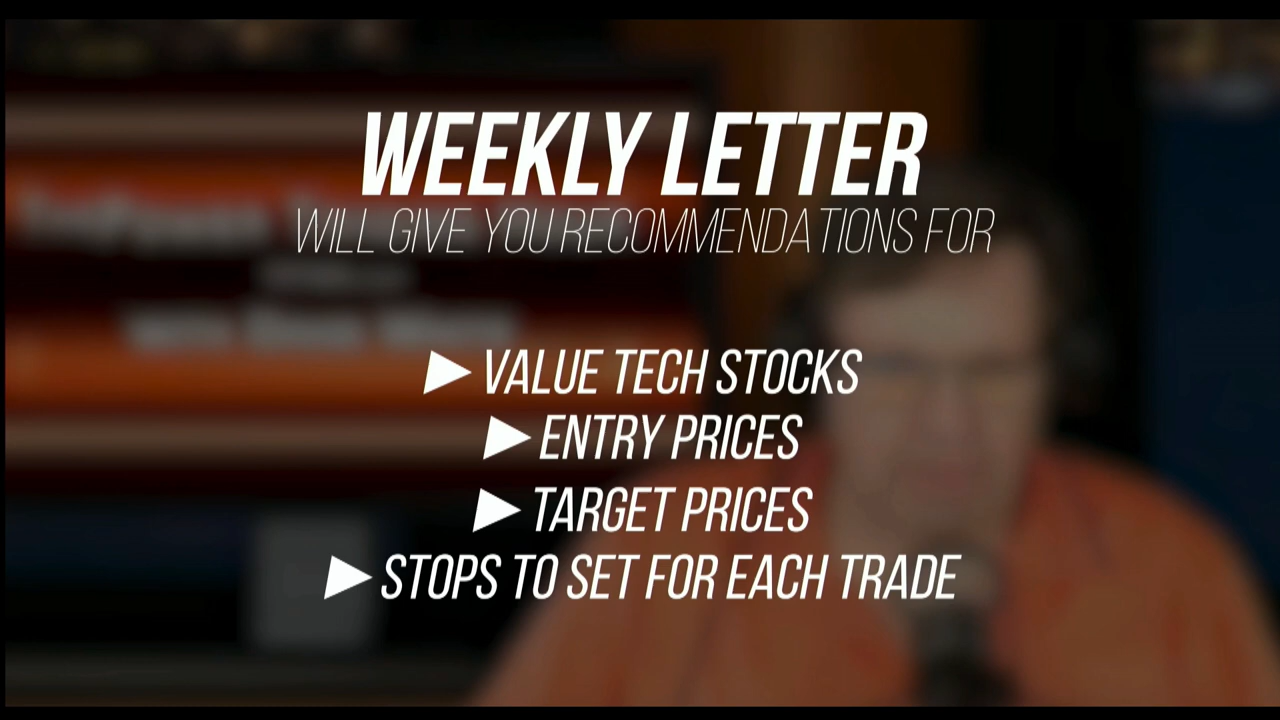 WEEKLY LETTER
WILL GIVE YOU RECOMMENDATIONS FOR
▶ VALUE TECH STOCKS
▶ ENTRY PRICES
▶ TARGET PRICES
▶ STOPS TO SET FOR EACH TRADE